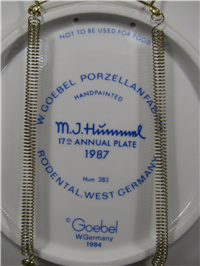 NOT TO BE USED FOR FOOD
W. GOEBEL PORZELLANFAB
HANDPAINTED
M.J.Hummel
17th ANNUAL PLATE
1987
Num 283
RODENTAL, WEST GERMANY
© Goebel
W.Germany
1984